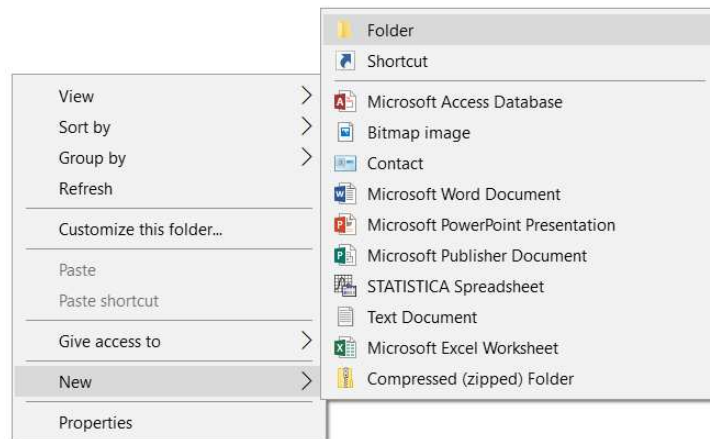 View
Sort by
Group by
Refresh
Customize this folder...
Paste
Paste shortcut
Give access to
New
Properties
Folder
Shortcut
Microsoft Access Database
Bitmap image
Contact
Microsoft Word Document
Microsoft PowerPoint Presentation
Microsoft Publisher Document
STATISTICA Spreadsheet
Text Document
Microsoft Excel Worksheet
Compressed (zipped) Folder